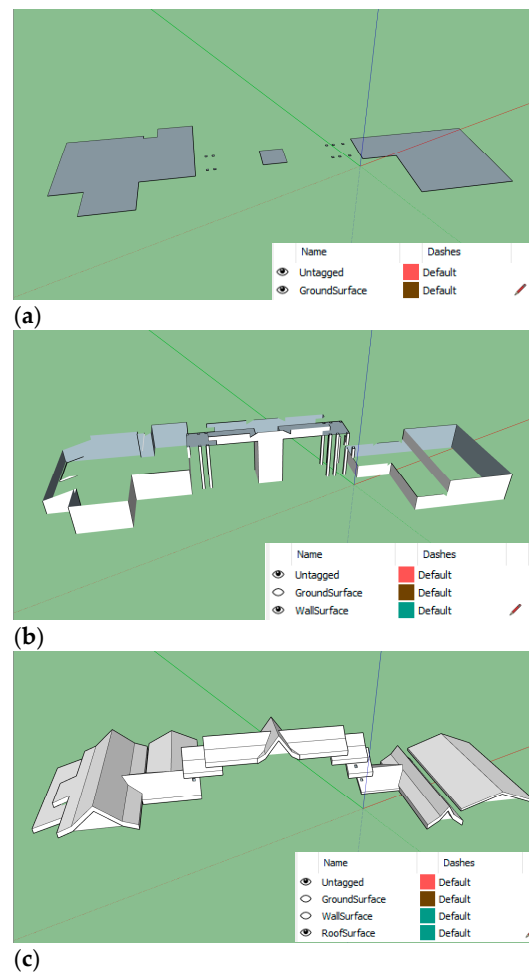 Name Dashes
Untagged Default
GroundSurface Default
(a)
Name Dashes
Untagged Default
GroundSurface Default
WallSurface Default
(b)
Name Dashes
Untagged Default
GroundSurface Default
WallSurface Default
RoofSurface Default
(c)